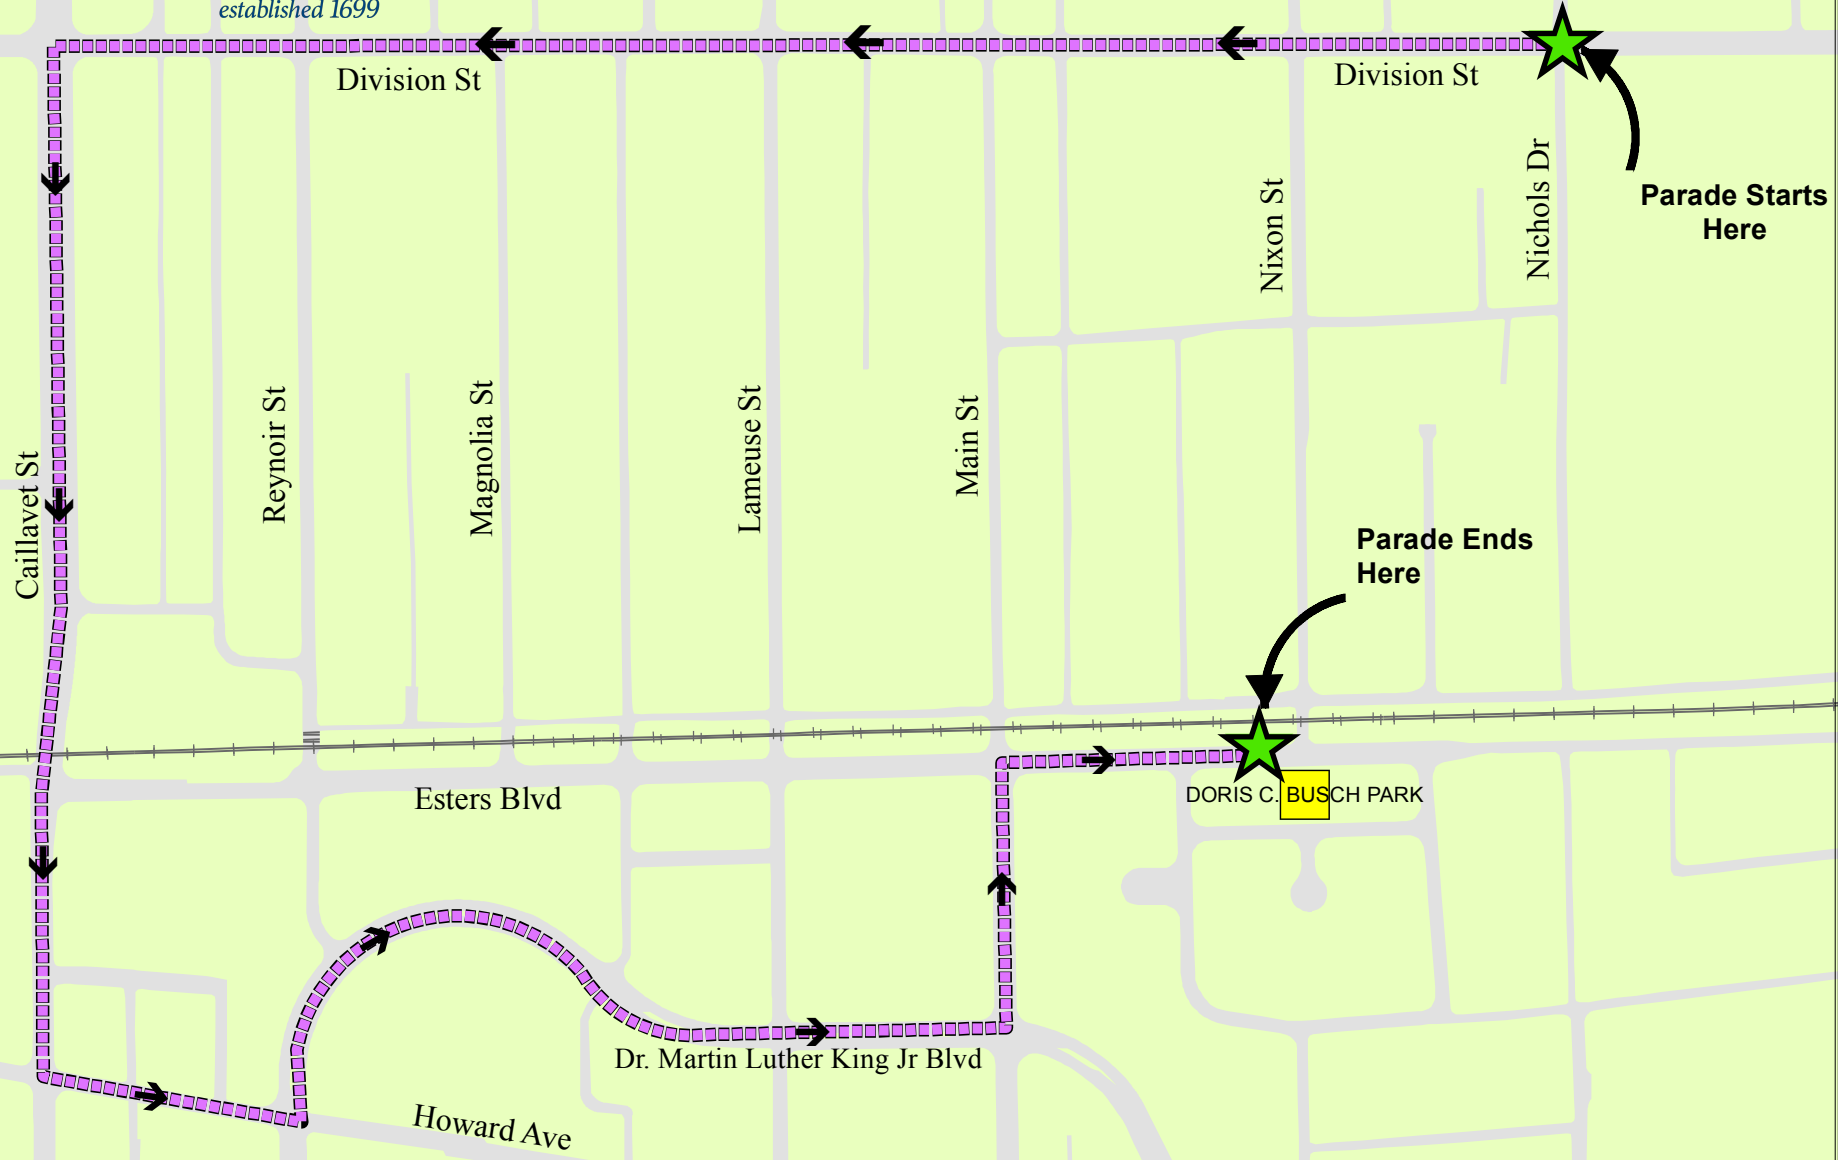 established 1699
Division St
Division St
Nichols Dr
Parade Starts
Here
Nixon St
Reynoir St
Magnolia St
Lameuse St
Main St
Caillavet St
Parade Ends
Here
Esters Blvd
DORIS C. BUSCH PARK
Dr. Martin Luther King Jr Blvd
Howard Ave